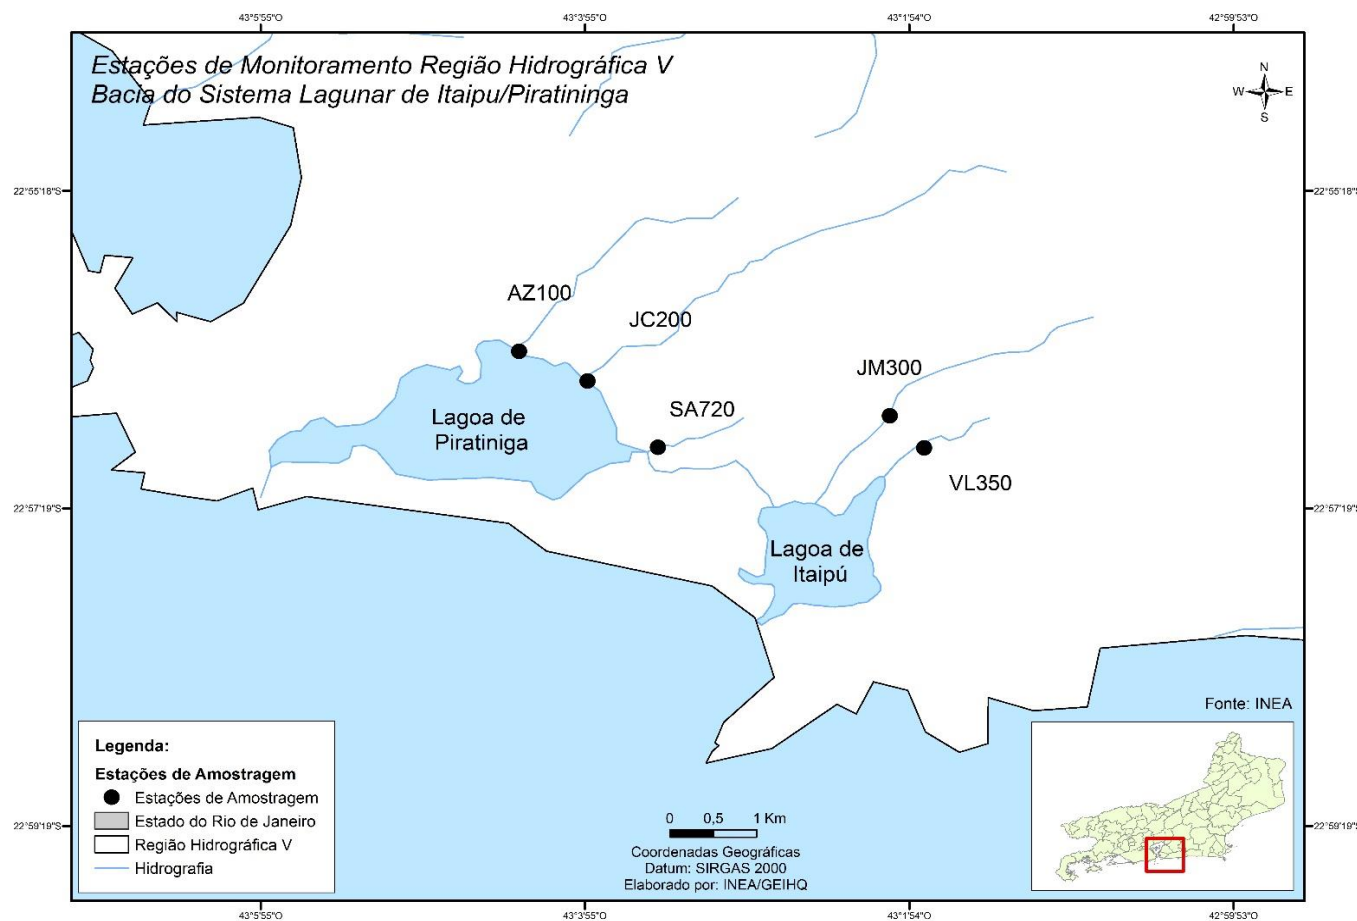 43°5'55"O 43°3'55"O 43°1'54"O 42°59'53"O
Estações de Monitoramento Região Hidrográfica V
Bacia do Sistema Lagunar de Itaipu/Piratininga
N
W E
S
22°55'18"S 22°55'18"S
AZ100
JC200
JM300
SA720
Lagoa de
Piratiniga
VL350
22°57'19"S 22°57'19"S
Lagoa de
Itaipú
Fonte: INEA
Legenda:
Estações de Amostragem
Estações de Amostragem
Estado do Rio de Janeiro
Região Hidrográfica V
Hidrografia
0 0,5 1 Km
Coordenadas Geográficas
Datum: SIRGAS 2000
Elaborado por: INEA/GEIHQ
22°59'19"S 22°59'19"S
43°5'55"O 43°3'55"O 43°1'54"O 42°59'53"O